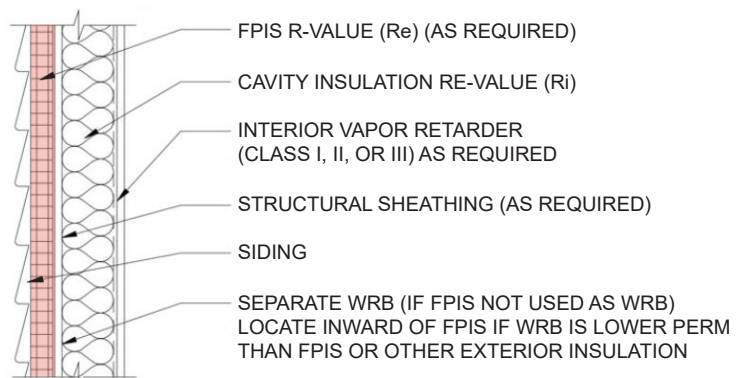 FPIS R-VALUE (Re) (AS REQUIRED)
CAVITY INSULATION RE-VALUE (Ri)
INTERIOR VAPOR RETARDER
(CLASS I, II, OR III) AS REQUIRED
STRUCTURAL SHEATHING (AS REQUIRED)
SIDING
SEPARATE WRB (IF FPIS NOT USED AS WRB)
LOCATE INWARD OF FPIS IF WRB IS LOWER PERM
THAN FPIS OR OTHER EXTERIOR INSULATION